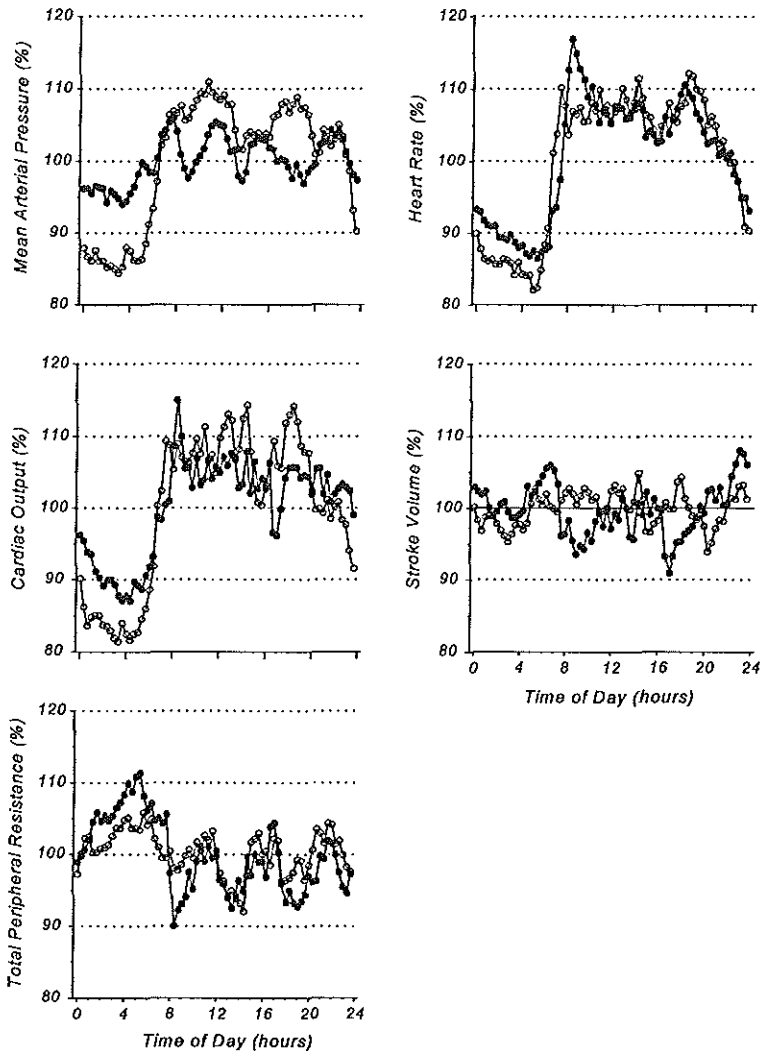 Mean Arterial Pressure (%)
120
110
100
90
80
Heart Rate (%)
120
110
100
90
80
Cardiac Output (%)
120
110
100
90
80
Stroke Volume (%)
120
110
100
90
80
0 4 8 12 16 20 24
Time of Day (hours)
Total Peripheral Resistance (%)
120
110
100
90
80
0 4 8 12 16 20 24
Time of Day (hours)